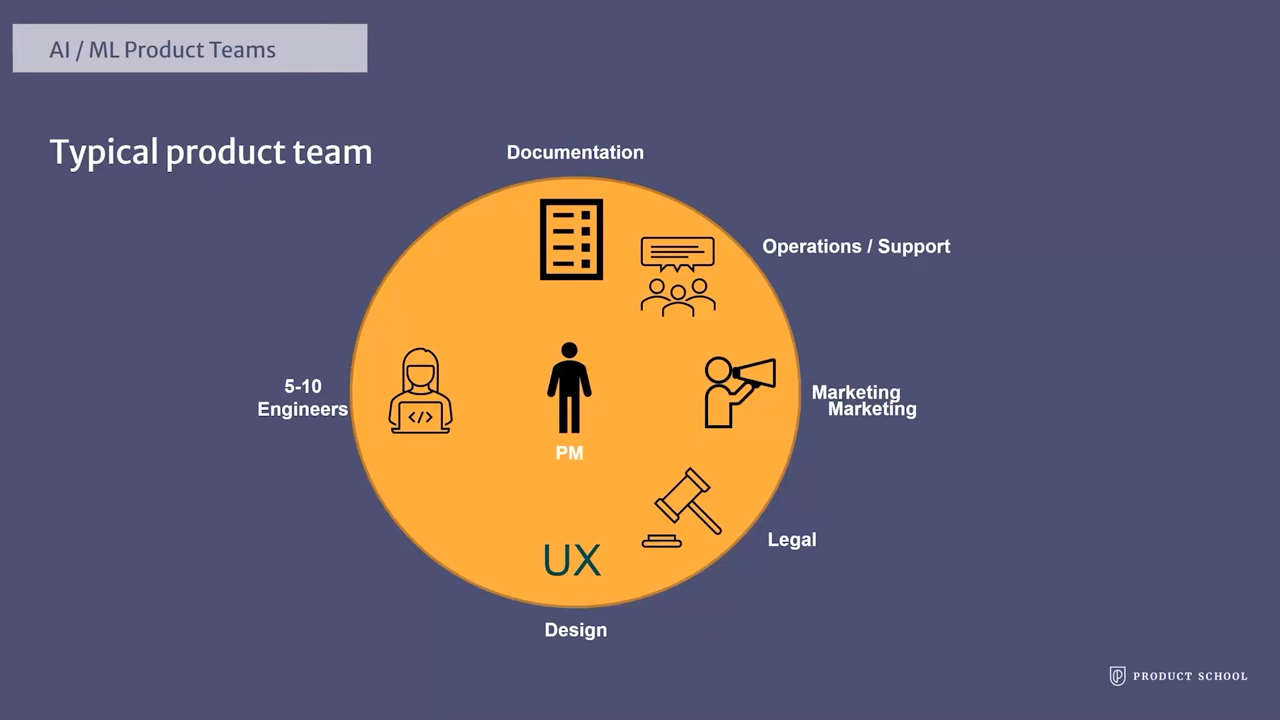 AI / ML Product Teams
Typical product team
Documentation
Operations / Support
5-10
Engineers
</>
PM
Marketing
Marketing
Legal
UX
Design
PRODUCT SCHOOL